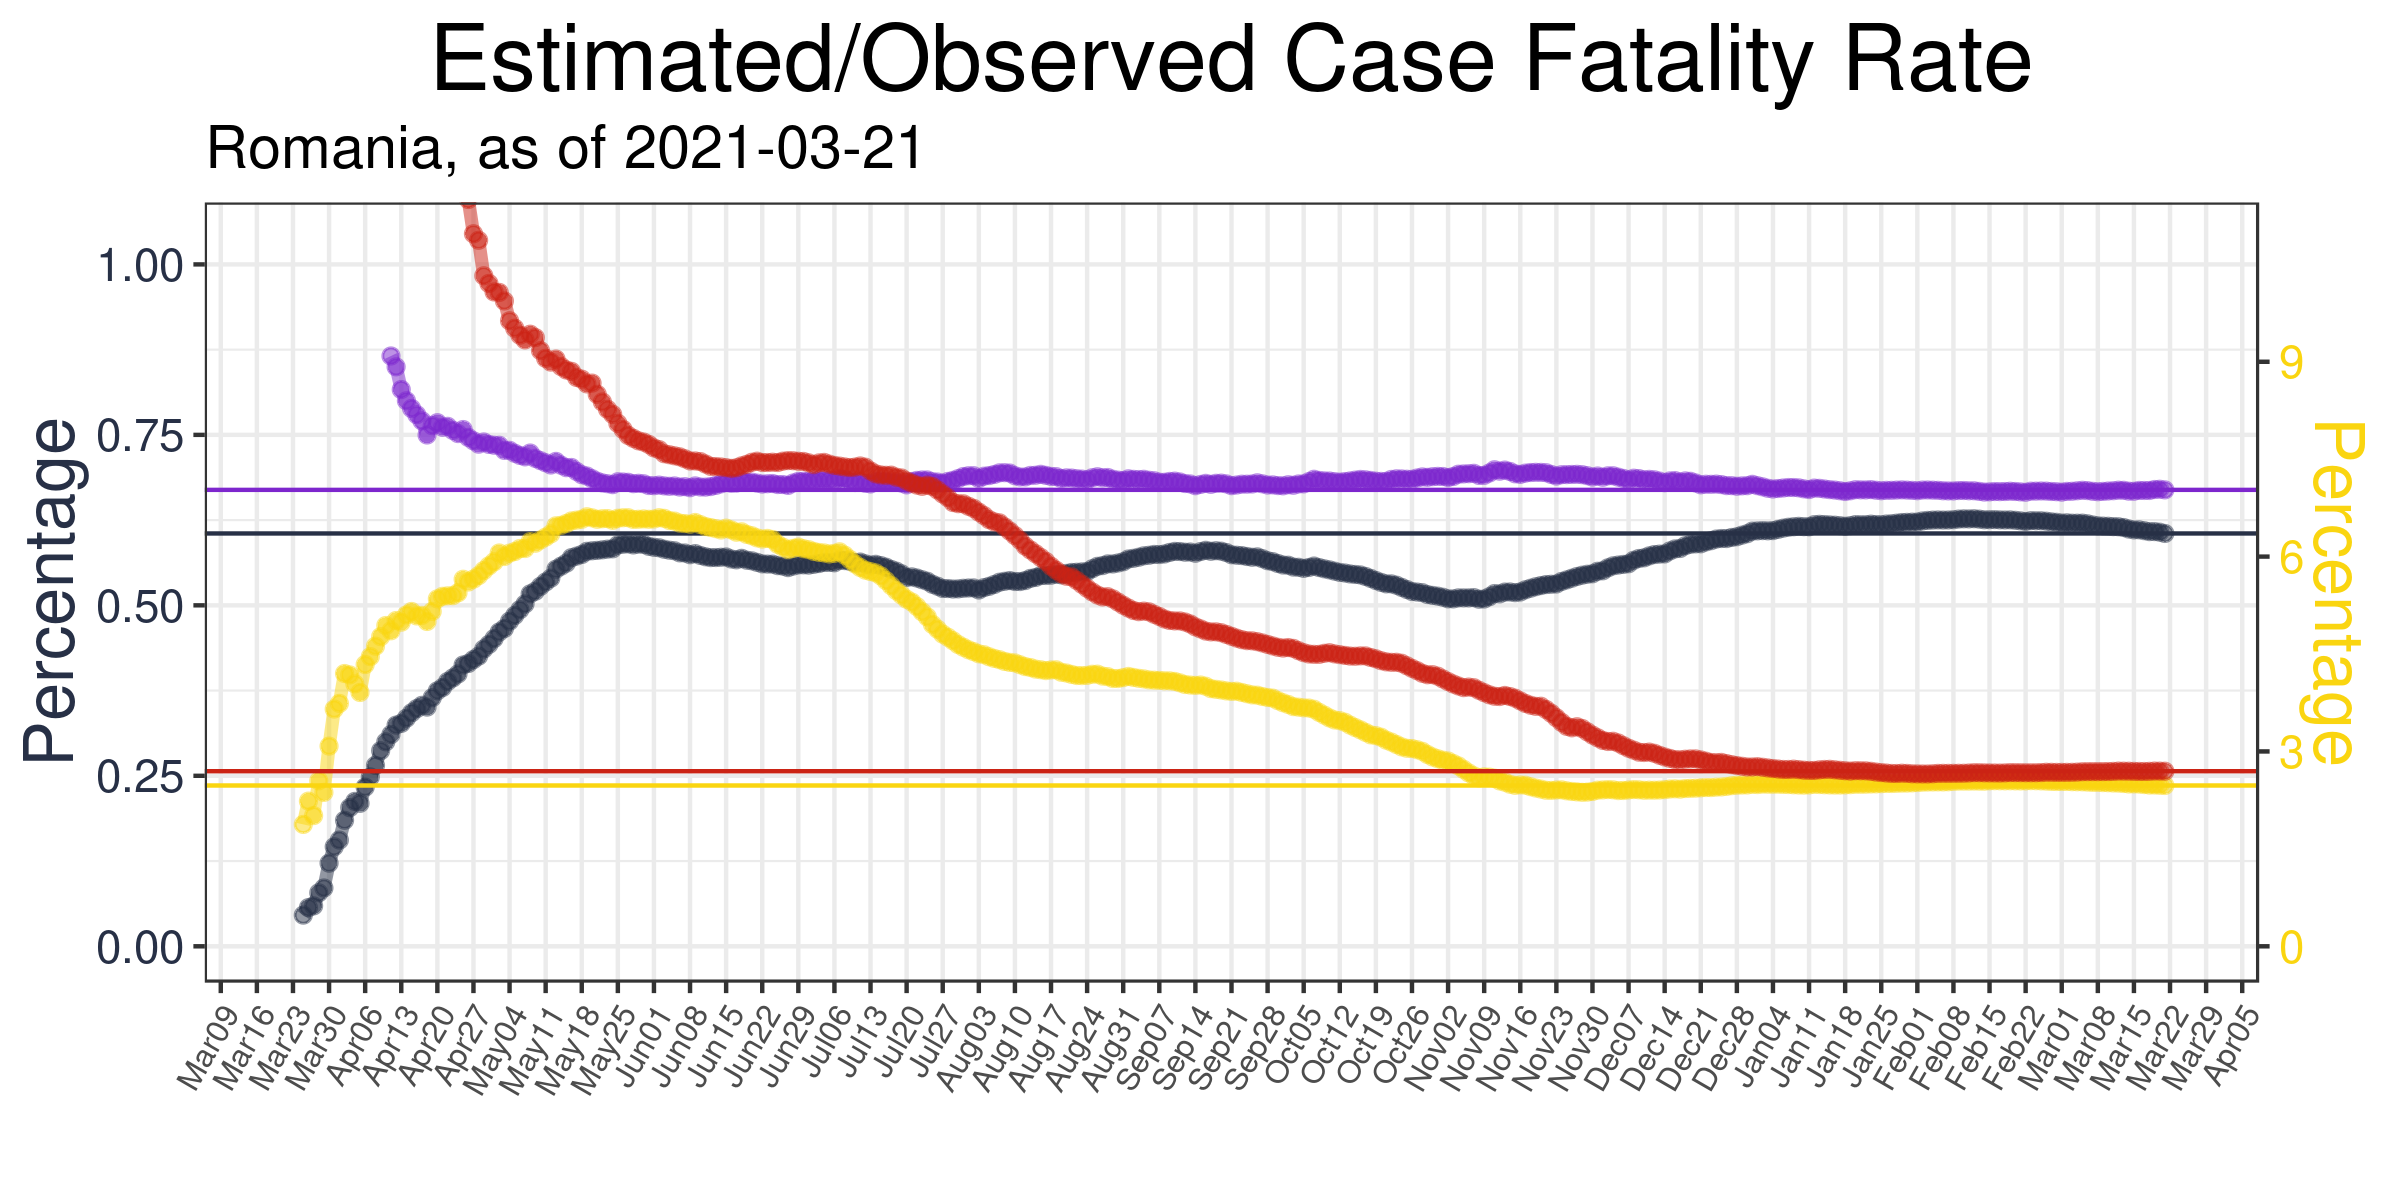 Estimated/Observed Case Fatality Rate
Romania, as of 2021-03-21
Percentage
1.00
0.75
0.50
0.25
0.00
9
6
3
0
Percentage
Mar09 Mar16 Mar23 Mar30 Apr06 Apr13 Apr20 Apr27 May04 May11 May18 May25 Jun01 Jun08 Jun15 Jun22 Jun29 Jul06 Jul13 Jul20 Jul27 Aug03 Aug10 Aug17 Aug24 Aug31 Sep07 Sep14 Sep21 Sep28 Oct05 Oct12 Oct19 Oct26 Nov02 Nov09 Nov16 Nov23 Nov30 Dec07 Dec14 Dec21 Dec28 Jan04 Jan11 Jan18 Jan25 Feb01 Feb08 Feb15 Feb22 Mar01 Mar08 Mar15 Mar22 Mar29 Apr05